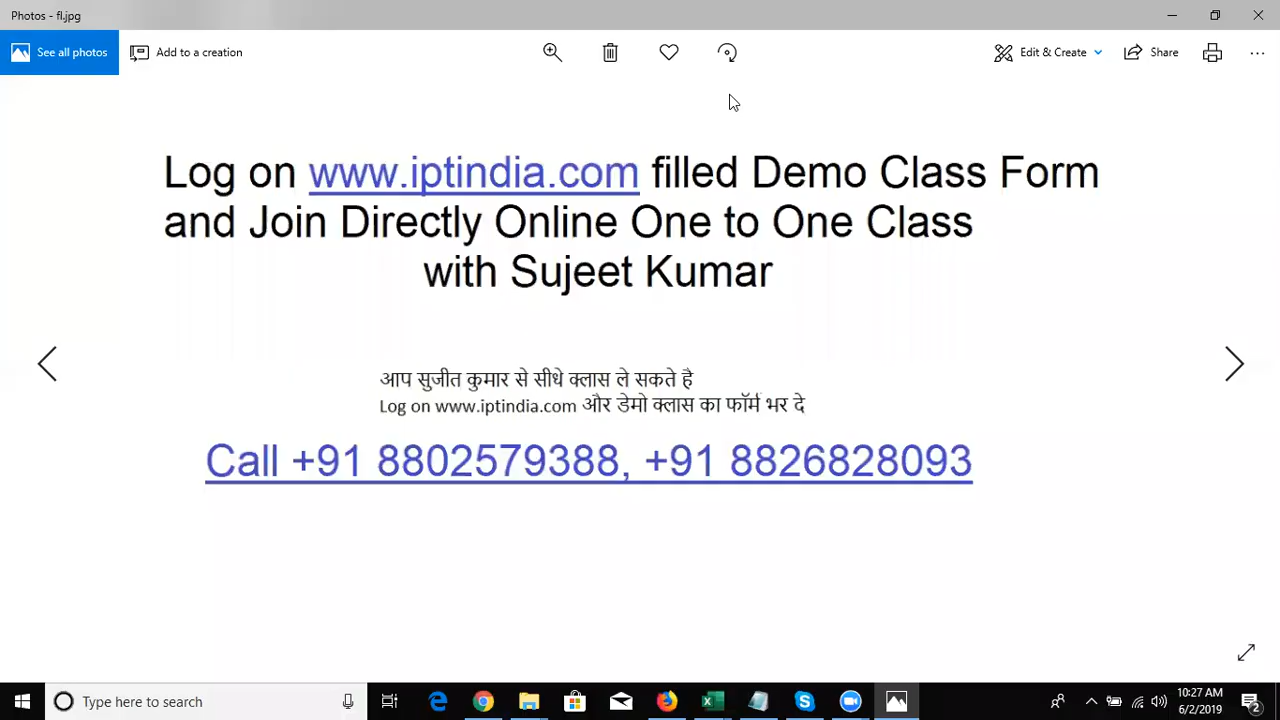 Photos - fl.jpg
See all photos
Add to a creation
Edit & Create
Share
Log on www.iptindia.com filled Demo Class Form
and Join Directly Online One to One Class
with Sujeet Kumar
आप सुजीत कुमार से सीधे क्लास ले सकते है
Log on www.iptindia.com और डेमो क्लास का फॉर्म भर दे
Call +91 8802579388, +91 8826828093
Type here to search
10:27 AM
6/2/2019
2